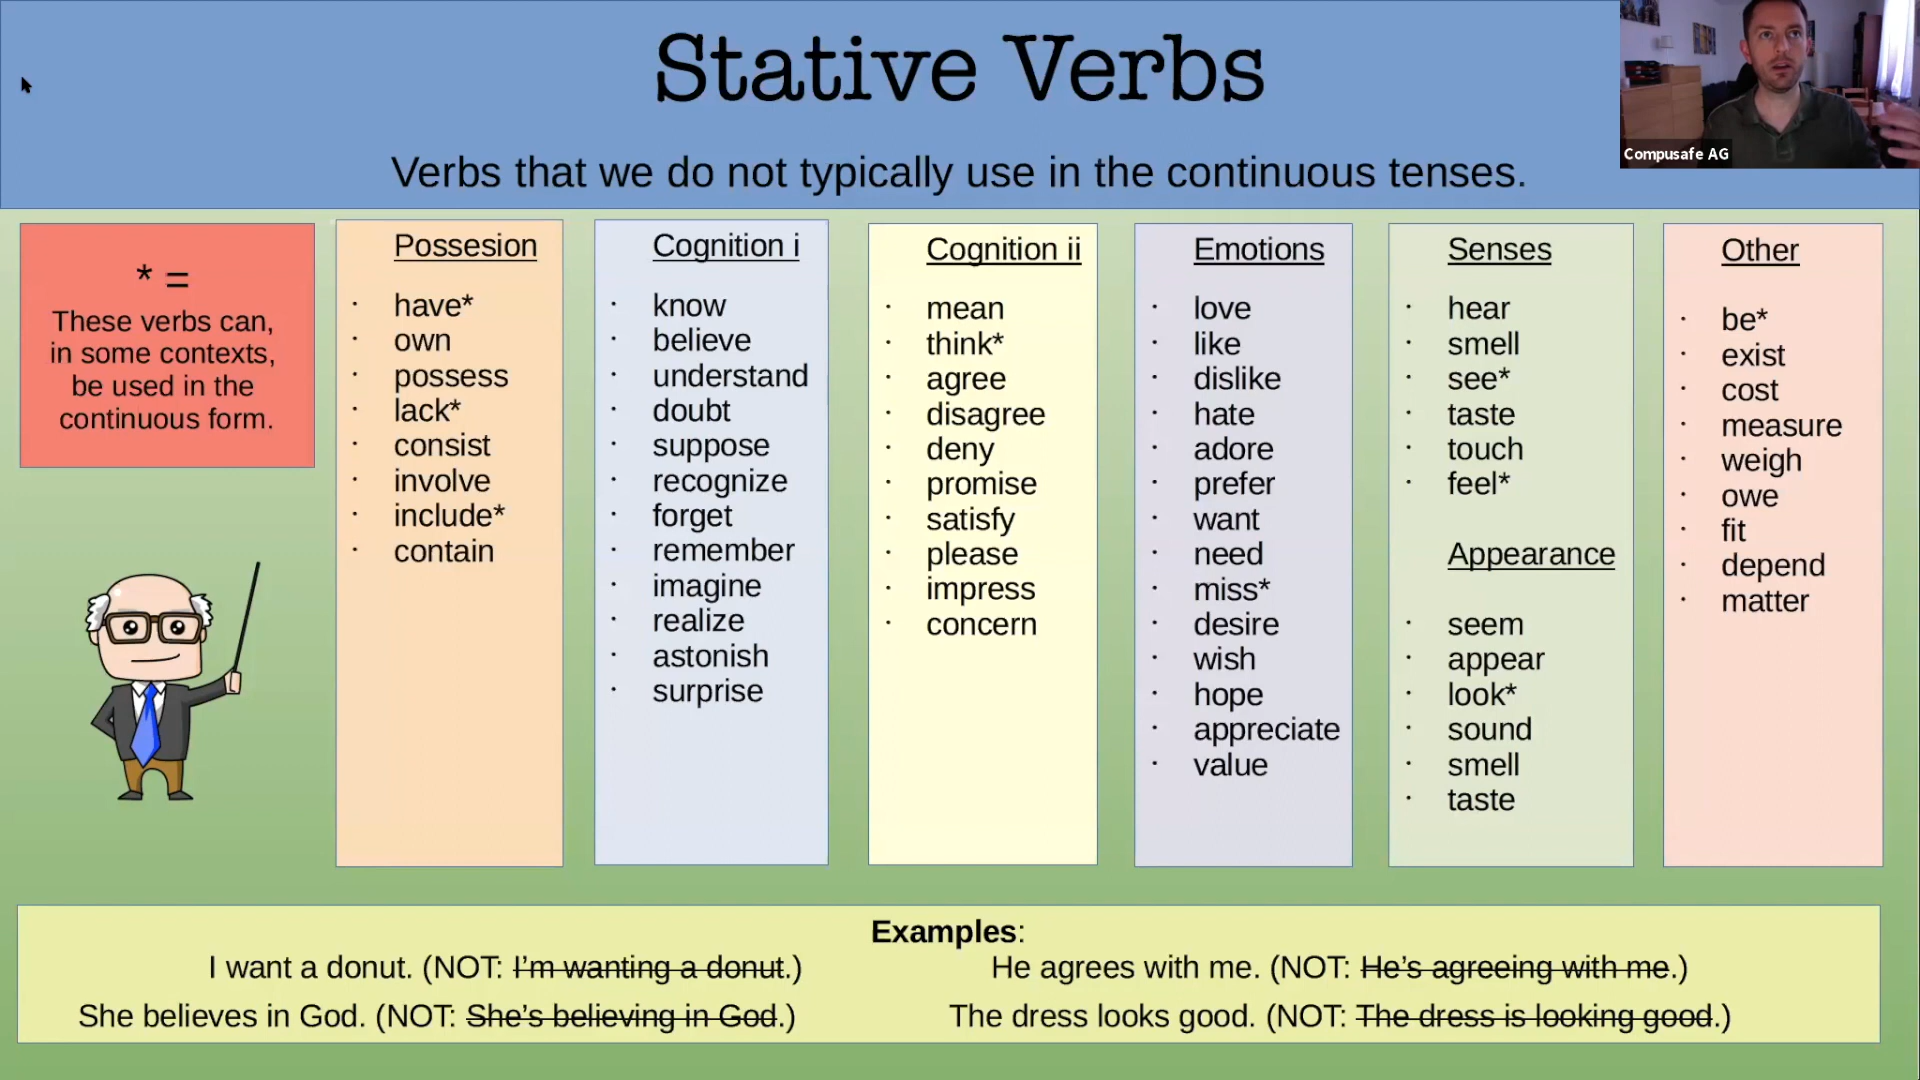 Stative Verbs
Verbs that we do not typically use in the continuous tenses.
Compusafe AG
* =
These verbs can,
in some contexts,
be used in the
continuous form.
Possesion
· have*
· own
· possess
· lack*
· consist
· involve
· include*
· contain
Cognition i
· know
· believe
· understand
· doubt
· suppose
· recognize
· forget
· remember
· imagine
· realize
· astonish
· surprise
Cognition ii
· mean
· think*
· agree
· disagree
· deny
· promise
· satisfy
· please
· impress
· concern
Emotions
· love
· like
· dislike
· hate
· adore
· prefer
· want
· need
· miss*
· desire
· wish
· hope
· appreciate
· value
Senses
· hear
· smell
· see*
· taste
· touch
· feel*
Appearance
· seem
· appear
· look*
· sound
· smell
· taste
Other
· be*
· exist
· cost
· measure
· weigh
· owe
· fit
· depend
· matter
Examples:
I want a donut. (NOT: I’m wanting a donut.)
He agrees with me. (NOT: He’s agreeing with me.)
She believes in God. (NOT: She’s believing in God.)
The dress looks good. (NOT: The dress is looking good.)